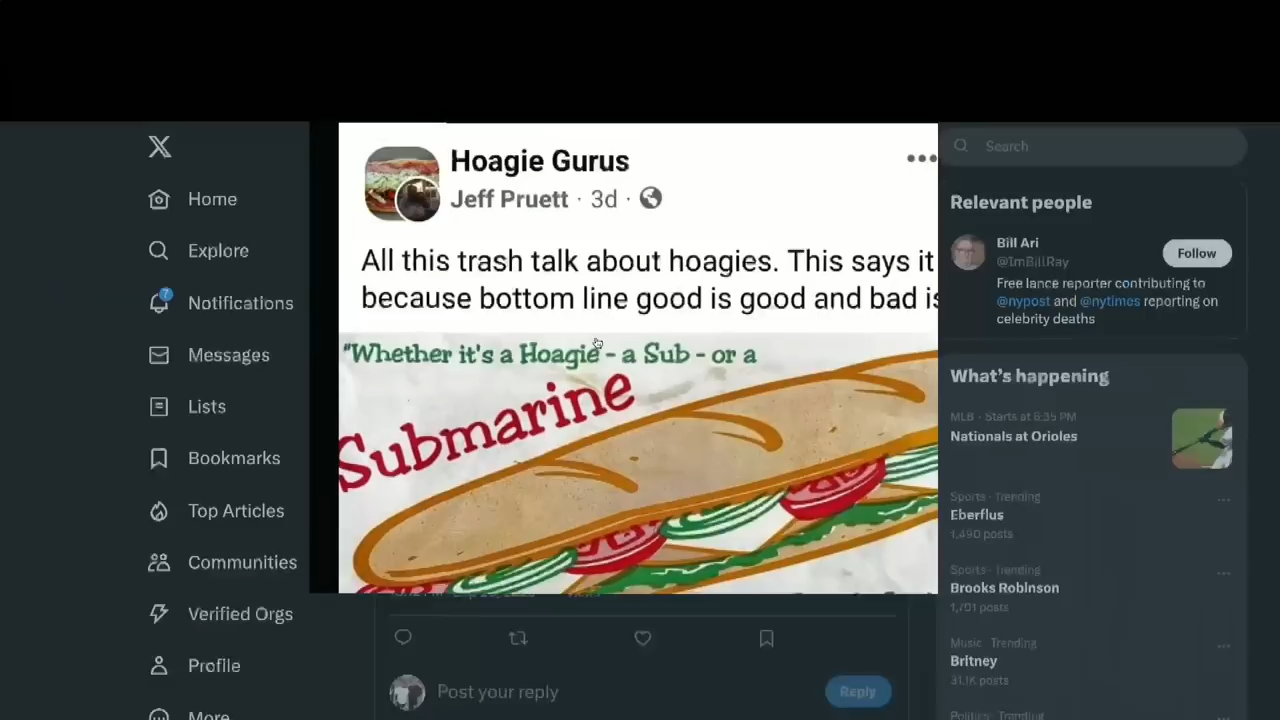 Home
Explore
7
Notifications
Messages
Lists
Bookmarks
Top Articles
Communities
Verified Orgs
Profile
More
Hoagie Gurus
Jeff Pruett · 3d ·
All this trash talk about hoagies. This says it
because bottom line good is good and bad is
"Whether it's a Hoagie - a Sub - or a
Submarine
Post your reply
Reply
Search
Relevant people
Bill Ari
@ImBillRay
Follow
Free lance reporter contributing to
@nypost and @nytimes reporting on
celebrity deaths
What's happening
MLB · Starts at 6:35 PM
Nationals at Orioles
Sports · Trending
Eberflus
1,490 posts
Sports · Trending
Brooks Robinson
1,701 posts
Music · Trending
Britney
31.1K posts
Politics · Trending